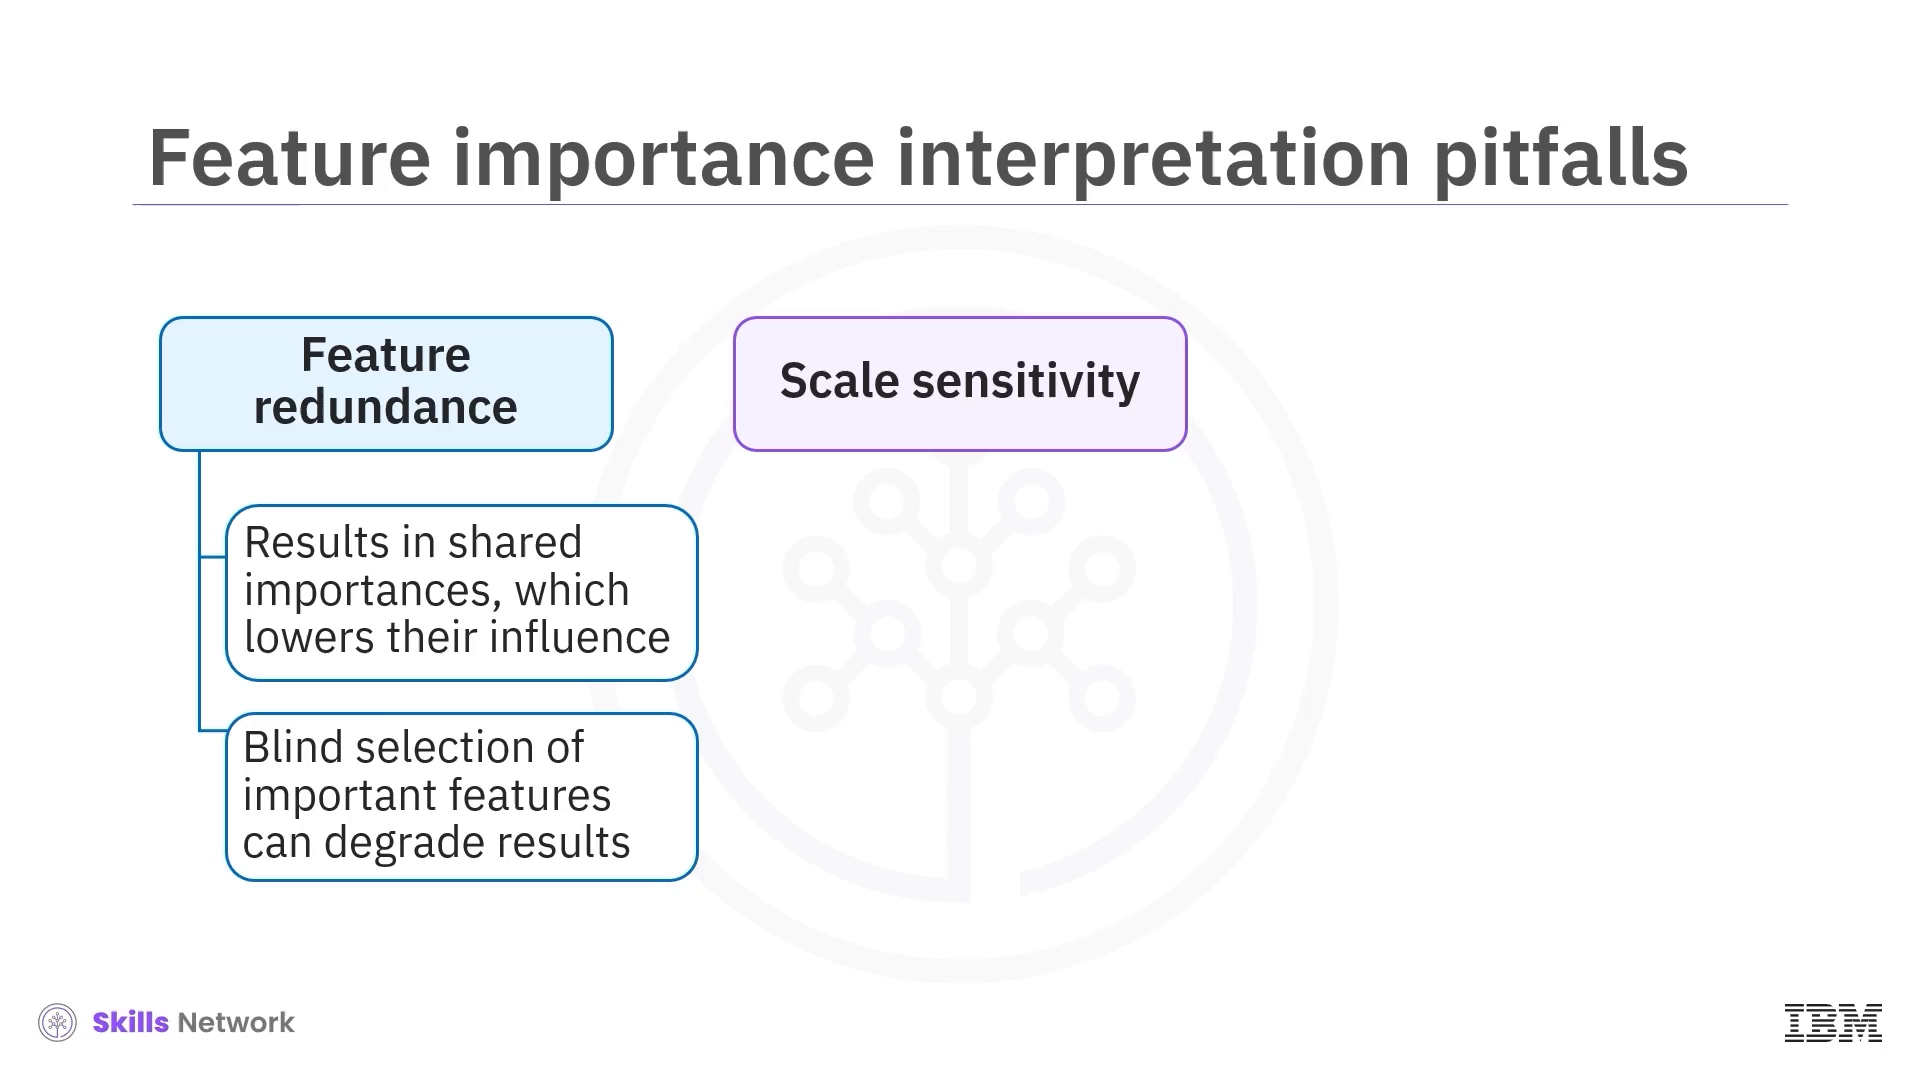 Feature importance interpretation pitfalls
Feature
redundance
Results in shared
importances, which
lowers their influence
Blind selection of
important features
can degrade results
Scale sensitivity
Skills Network
IBM